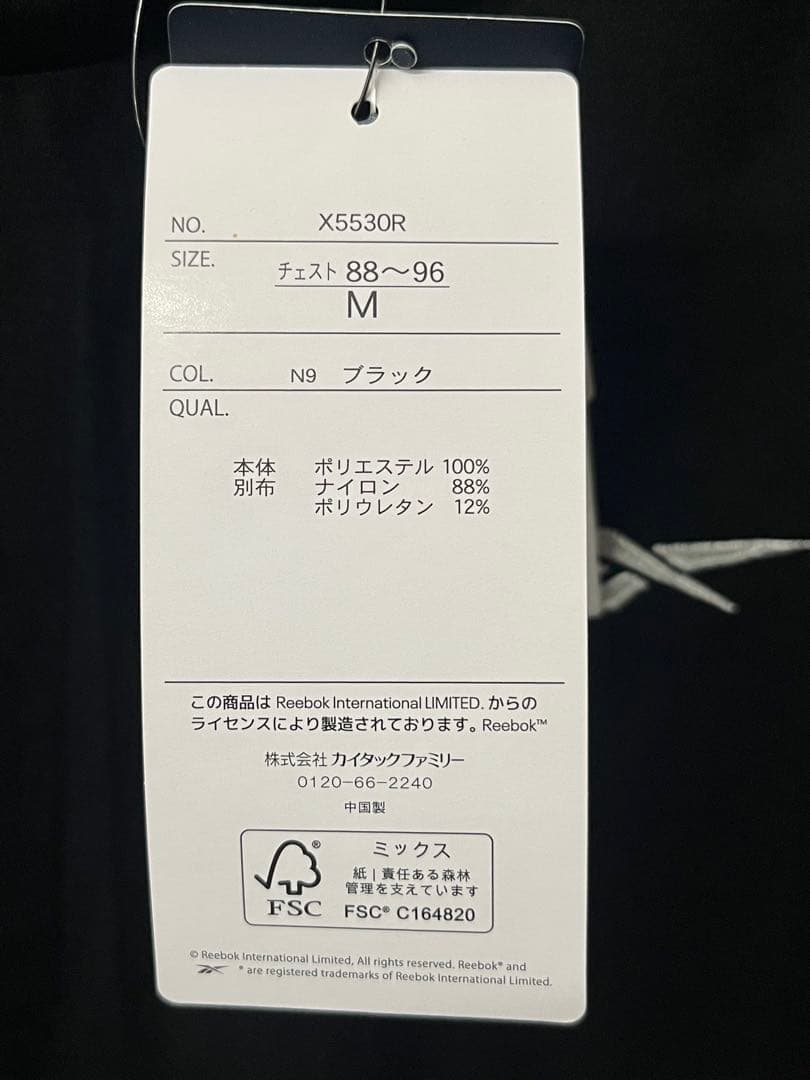 NO. X5530R
SIZE. チェスト 88～96
M
COL. N9 ブラック
QUAL.
本体 ポリエステル 100%
別布 ナイロン 88%
ポリウレタン 12%
この商品は Reebok International LIMITED. からの
ライセンスにより製造されております。Reebok™
株式会社 カイタックファミリー
0120-66-2240
中国製
ミックス
紙 | 責任ある森林
管理を支えています
FSC® C164820
®
FSC
© Reebok International Limited, All rights reserved. Reebok® and
® are registered trademarks of Reebok International Limited.